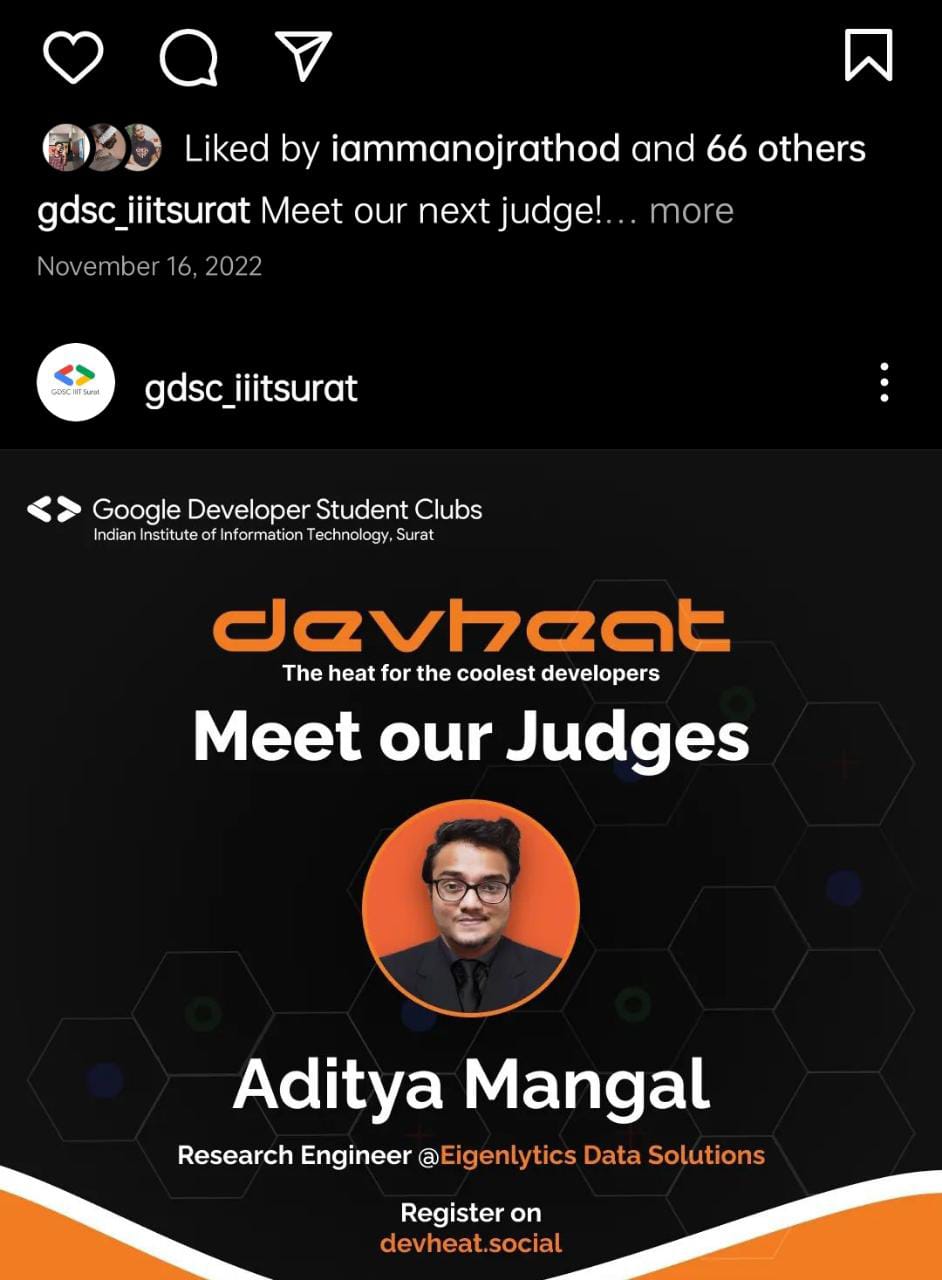 Liked by iammanojrathod and 66 others
gdsc_iiitsurat Meet our next judge!... more
November 16, 2022
GDSC IIIT Surat
gdsc_iiitsurat
Google Developer Student Clubs
Indian Institute of Information Technology, Surat
devheat
The heat for the coolest developers
Meet our Judges
Aditya Mangal
Research Engineer @Eigenlytics Data Solutions
Register on
devheat.social